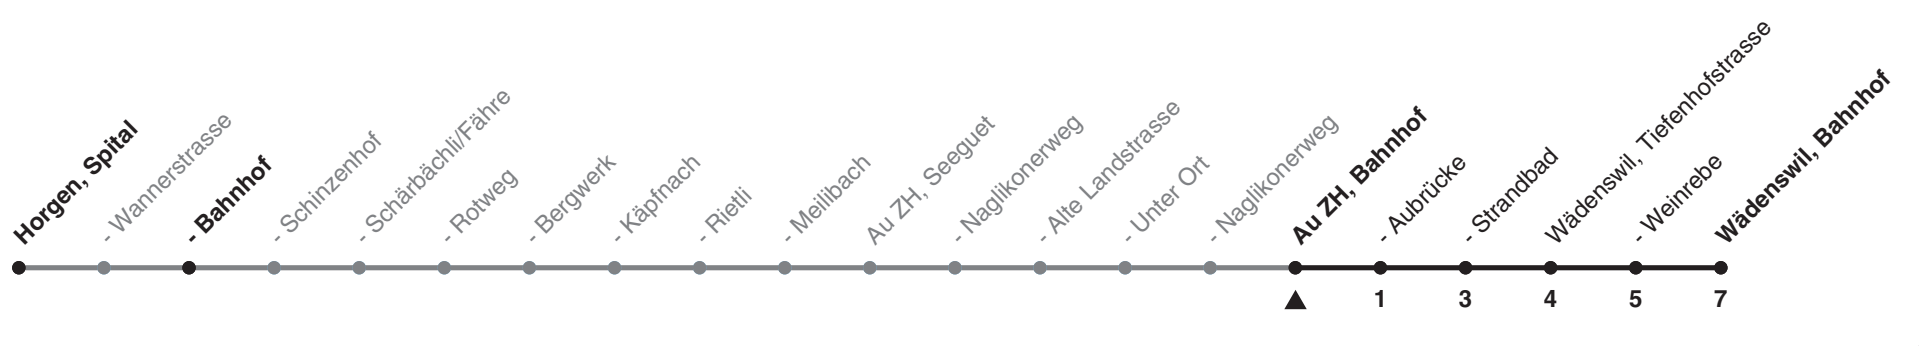 Horgen, Spital
- Wannerstrasse
- Bahnhof
- Schinzenhof
- Schärbächli/Fähre
- Rotweg
- Bergwerk
- Käpfnach
- Rietli
- Meilibach
Au ZH, Seeguet
- Naglikonerweg
- Alte Landstrasse
- Unter Ort
- Naglikonerweg
Au ZH, Bahnhof
- Aubrücke
- Strandbad
Wädenswil, Tiefenhofstrasse
- Weinrebe
Wädenswil, Bahnhof
1 3 4 5 7